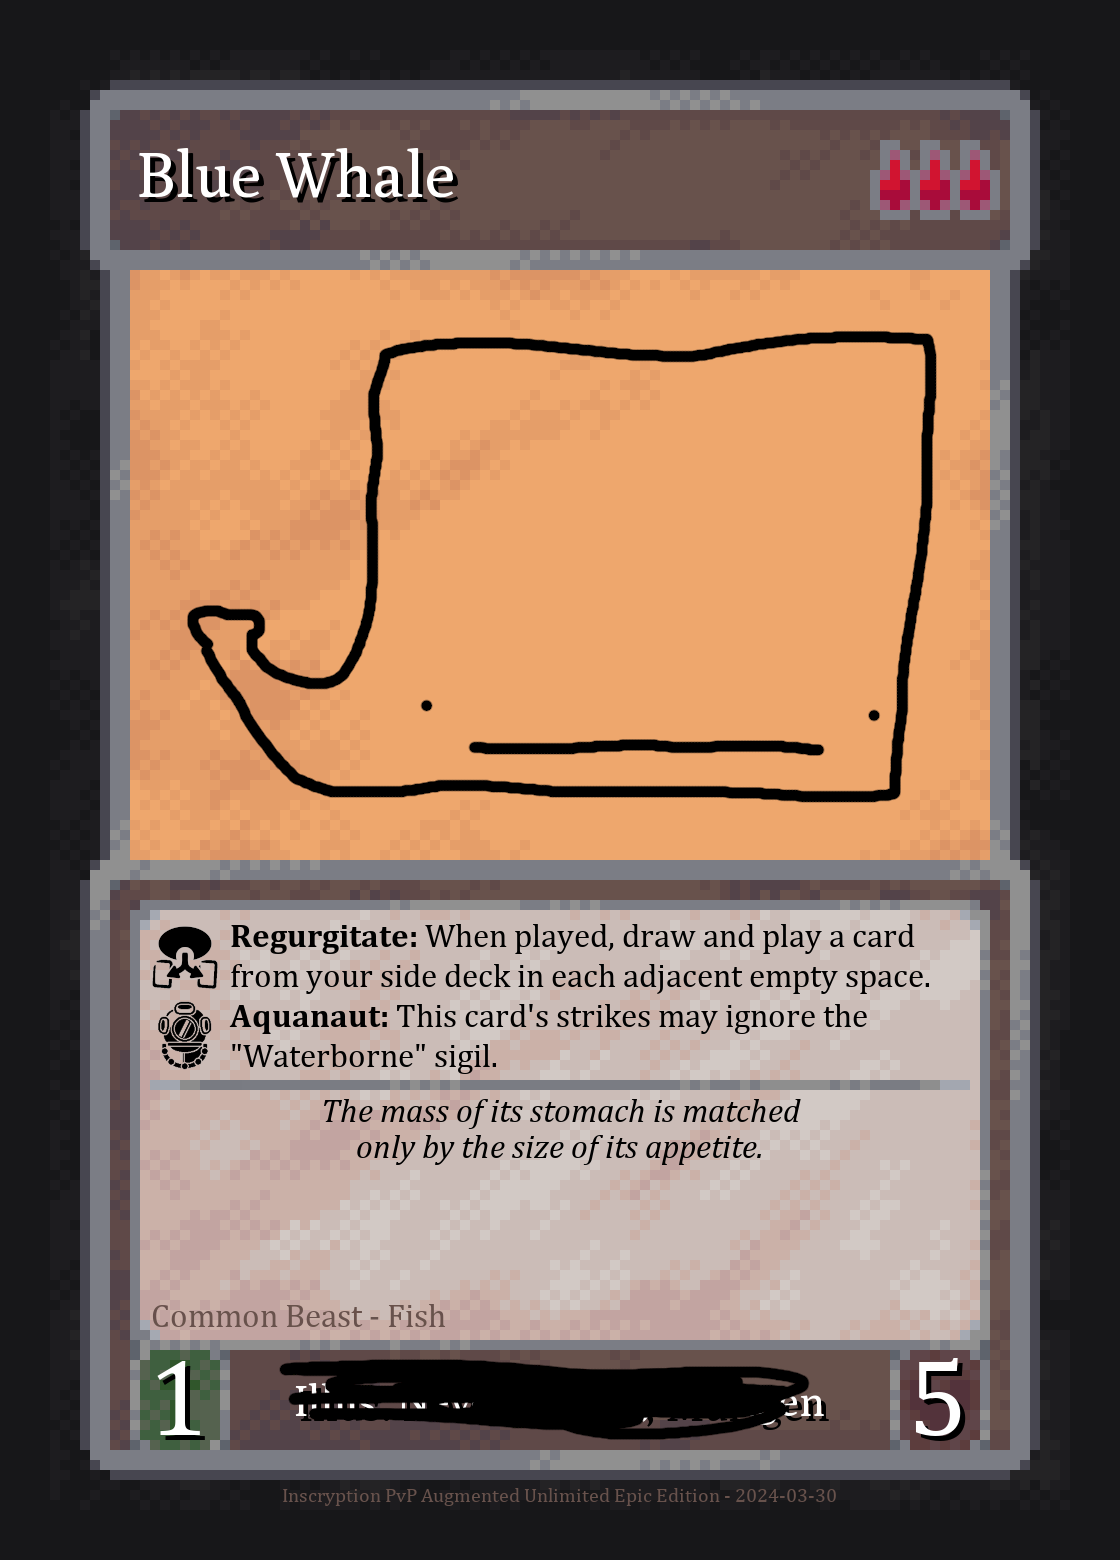 Blue Whale
Regurgitate: When played, draw and play a card
from your side deck in each adjacent empty space.
Aquanaut: This card's strikes may ignore the
"Waterborne" sigil.
The mass of its stomach is matched
only by the size of its appetite.
Common Beast - Fish
1
5
Inscryption PvP Augmented Unlimited Epic Edition - 2024-03-30